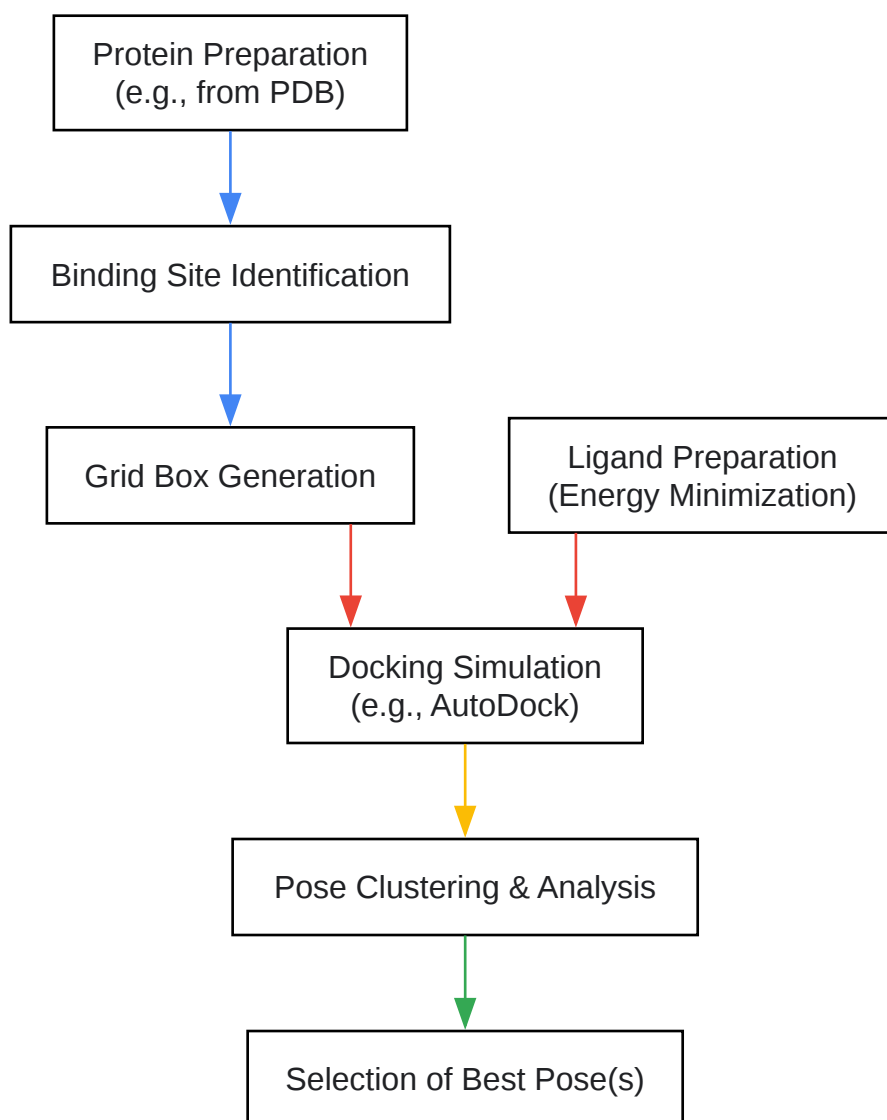 Protein Preparation
(e.g., from PDB)
Binding Site Identification
Grid Box Generation
Ligand Preparation
(Energy Minimization)
Docking Simulation
(e.g., AutoDock)
Pose Clustering & Analysis
Selection of Best Pose(s)